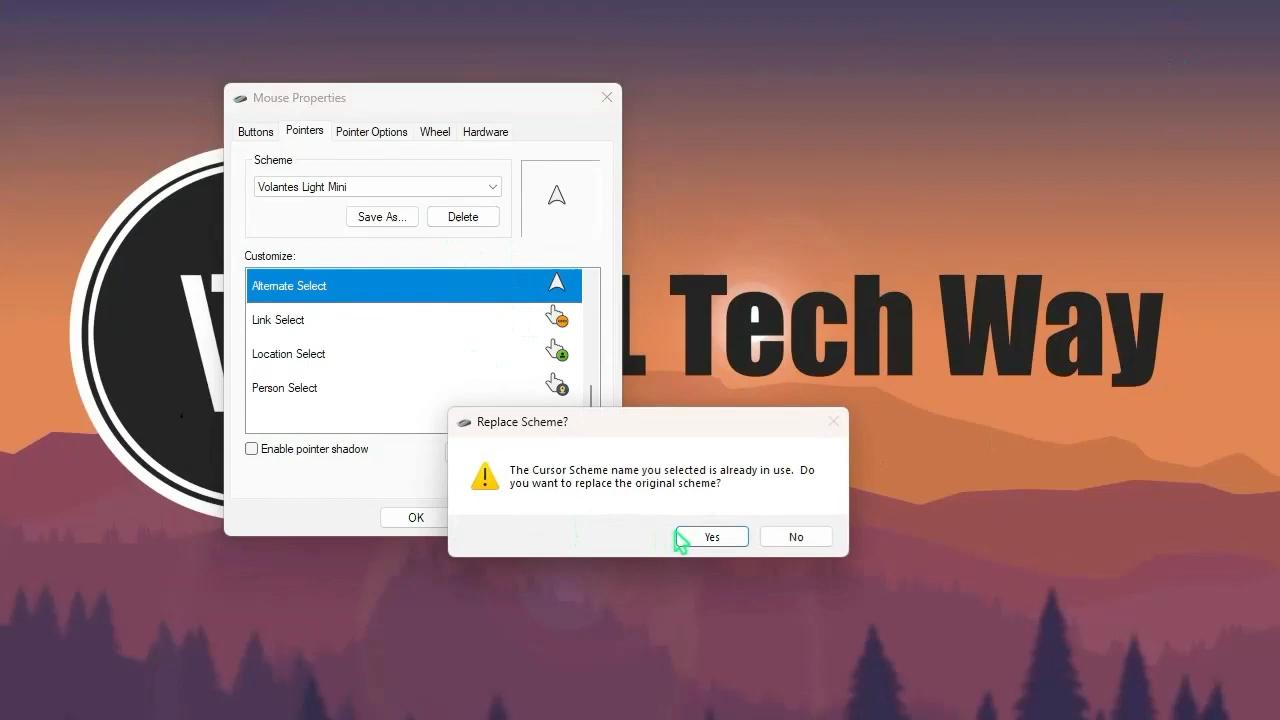 Mouse Properties
Buttons
Pointers
Pointer Options
Wheel
Hardware
Scheme
Volantes Light Mini
Save As...
Delete
Customize:
Alternate Select
Link Select
Location Select
Person Select
Enable pointer shadow
OK
Tech Way
Replace Scheme?
The Cursor Scheme name you selected is already in use. Do
you want to replace the original scheme?
Yes
No